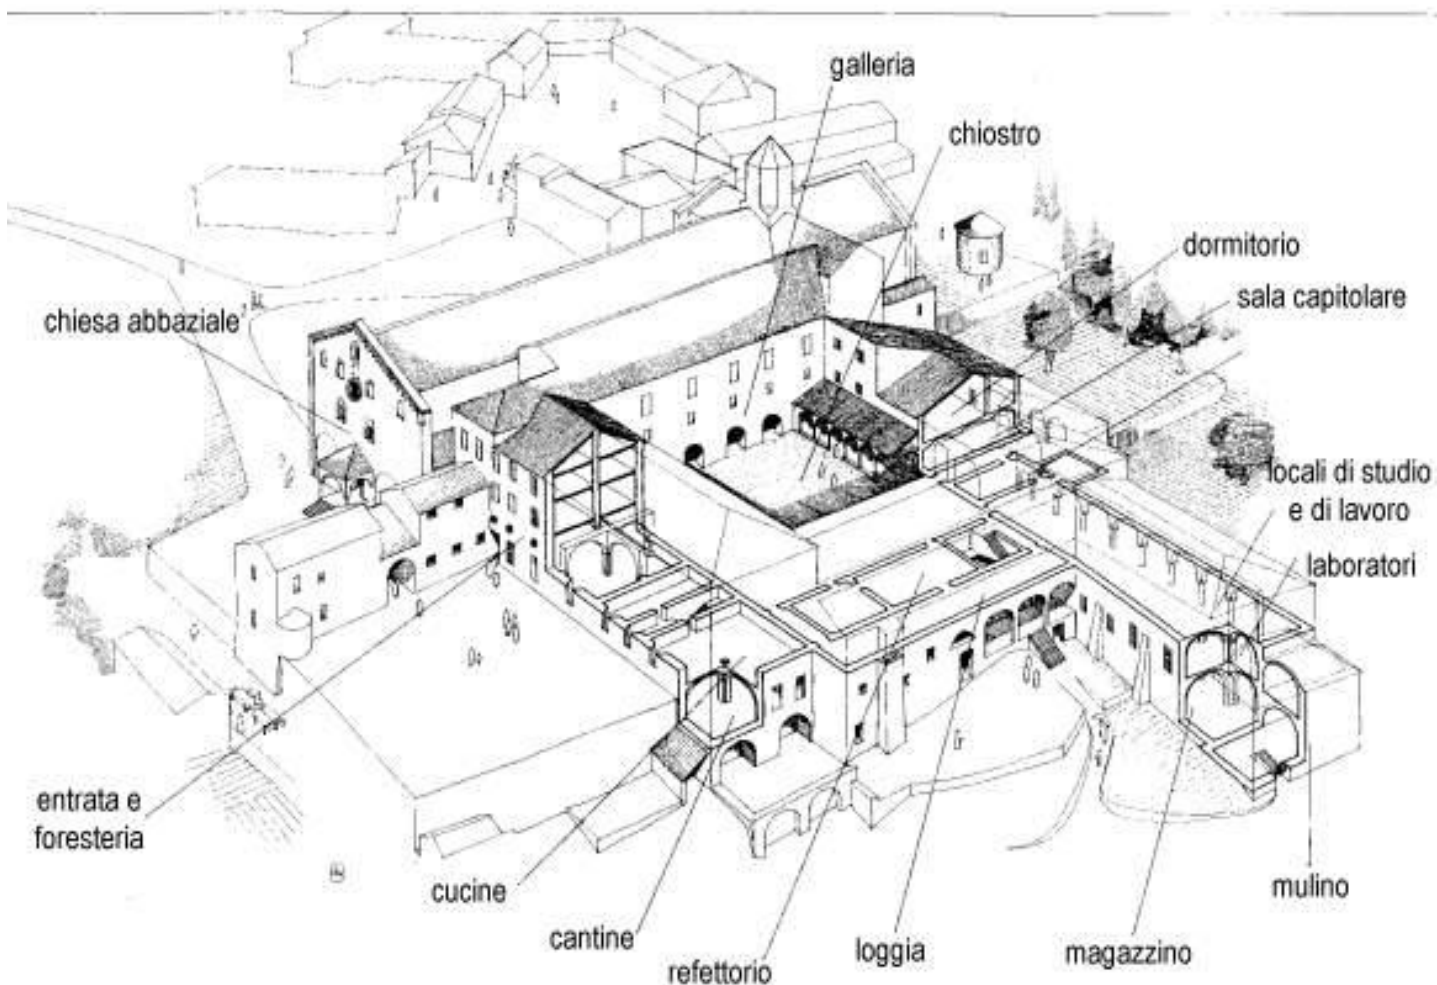 galleria
chiostro
dormitorio
sala capitolare
chiesa abbaziale
locali di studio
e di lavoro
laboratori
entrata e
foresteria
cucine
cantine
refettorio
loggia
magazzino
mulino